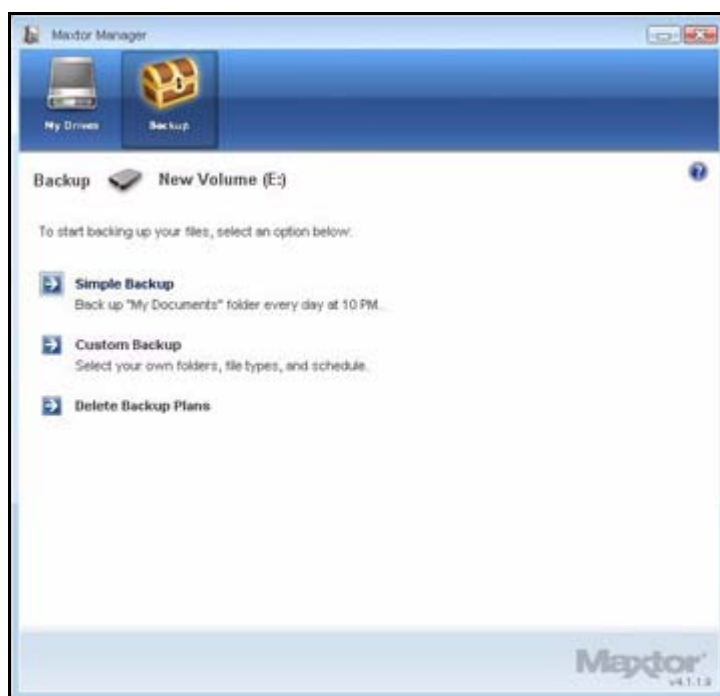 Maxtor Manager
My Drives
Backup
Backup New Volume (E:)
To start backing up your files, select an option below:
Simple Backup
Back up "My Documents" folder every day at 10 PM.
Custom Backup
Select your own folders, file types, and schedule.
Delete Backup Plans
Maxtor